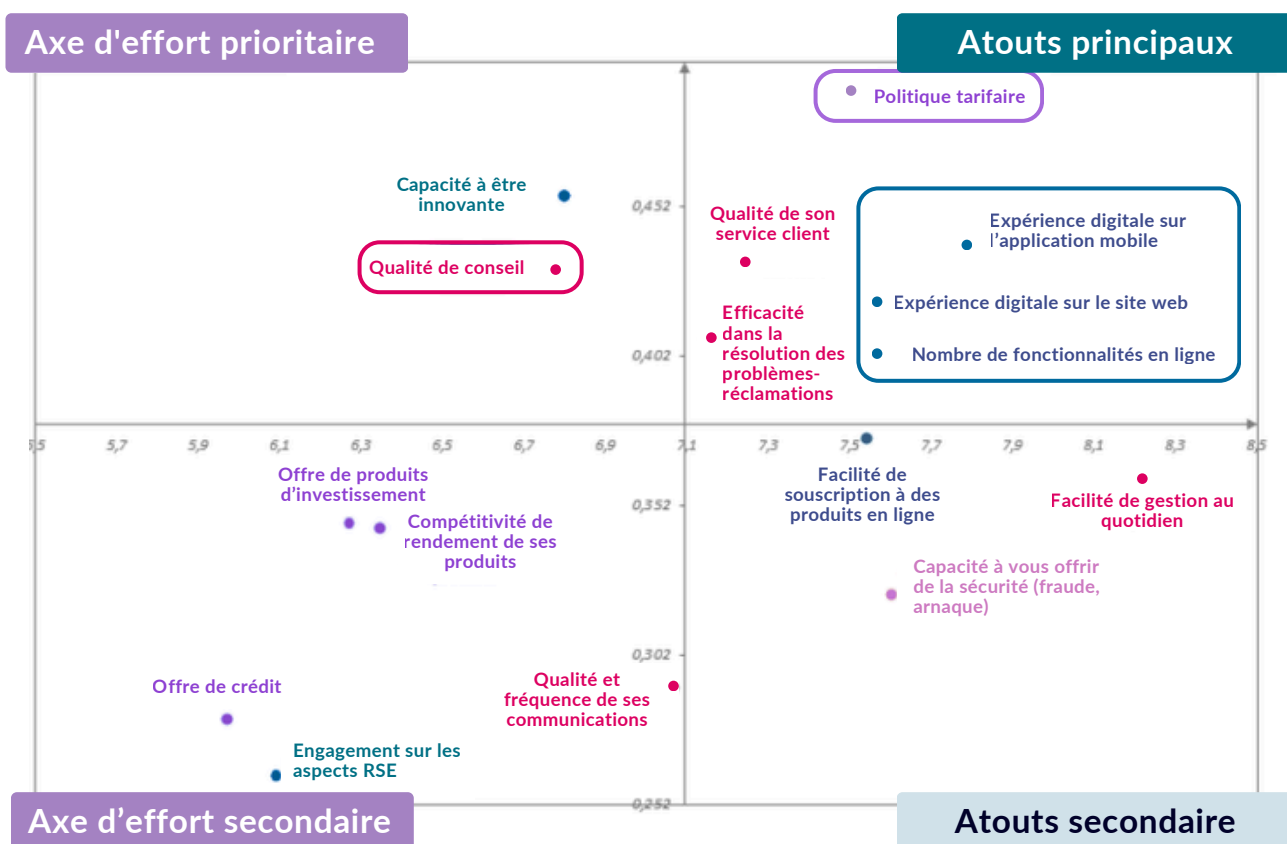 Axe d'effort prioritaire
Atouts principaux
Politique tarifaire
Capacité à être
innovante
0,452
Qualité de son
service client
Expérience digitale sur
l'application mobile
Qualité de conseil
Expérience digitale sur le site web
Efficacité
dans la
résolution des
problèmes-
réclamations
0,402
Nombre de fonctionnalités en ligne
5,5
5,7
5,9
6,1
6,3
6,5
6,7
6,9
7,1
7,3
7,5
7,7
7,9
8,1
8,3
8,5
Offre de produits
d'investissement
0,352
Facilité de
souscription à des
produits en ligne
Facilité de gestion au
quotidien
Compétitivité de
rendement de ses
produits
Capacité à vous offrir
de la sécurité (fraude,
arnaque)
0,302
Offre de crédit
Qualité et
fréquence de ses
communications
Engagement sur les
aspects RSE
0,252
Axe d’effort secondaire
Atouts secondaire